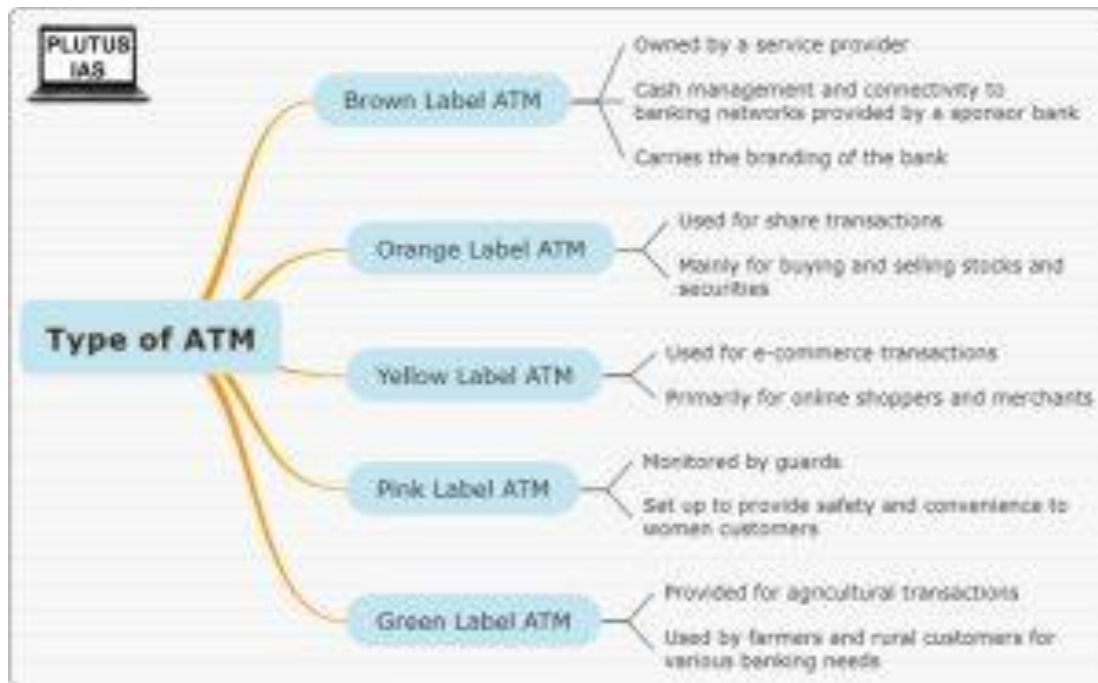 PLUTUS
IAS
Type of ATM
Brown Label ATM
Owned by a service provider
Cash management and connectivity to
banking networks provided by a sponsor bank
Carries the branding of the bank
Orange Label ATM
Used for share transactions
Mainly for buying and selling stocks and
securities
Yellow Label ATM
Used for e-commerce transactions
Primarily for online shoppers and merchants
Pink Label ATM
Monitored by guards
Set up to provide safety and convenience to
women customers
Green Label ATM
Provided for agricultural transactions
Used by farmers and rural customers for
various banking needs